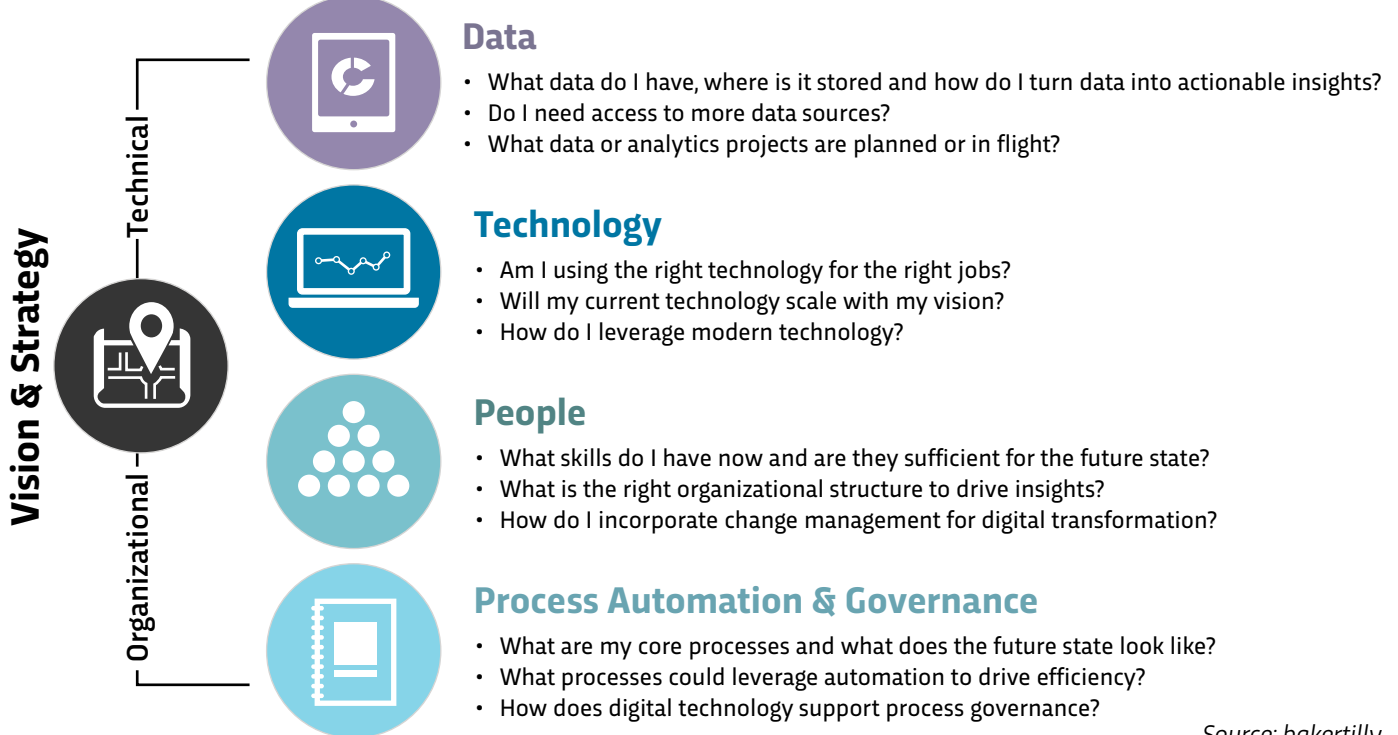 Vision & Strategy
Technical
Organizational
Data
• What data do I have, where is it stored and how do I turn data into actionable insights?
• Do I need access to more data sources?
• What data or analytics projects are planned or in flight?
Technology
• Am I using the right technology for the right jobs?
• Will my current technology scale with my vision?
• How do I leverage modern technology?
People
• What skills do I have now and are they sufficient for the future state?
• What is the right organizational structure to drive insights?
• How do I incorporate change management for digital transformation?
Process Automation & Governance
• What are my core processes and what does the future state look like?
• What processes could leverage automation to drive efficiency?
• How does digital technology support process governance?
Source: bakertilly